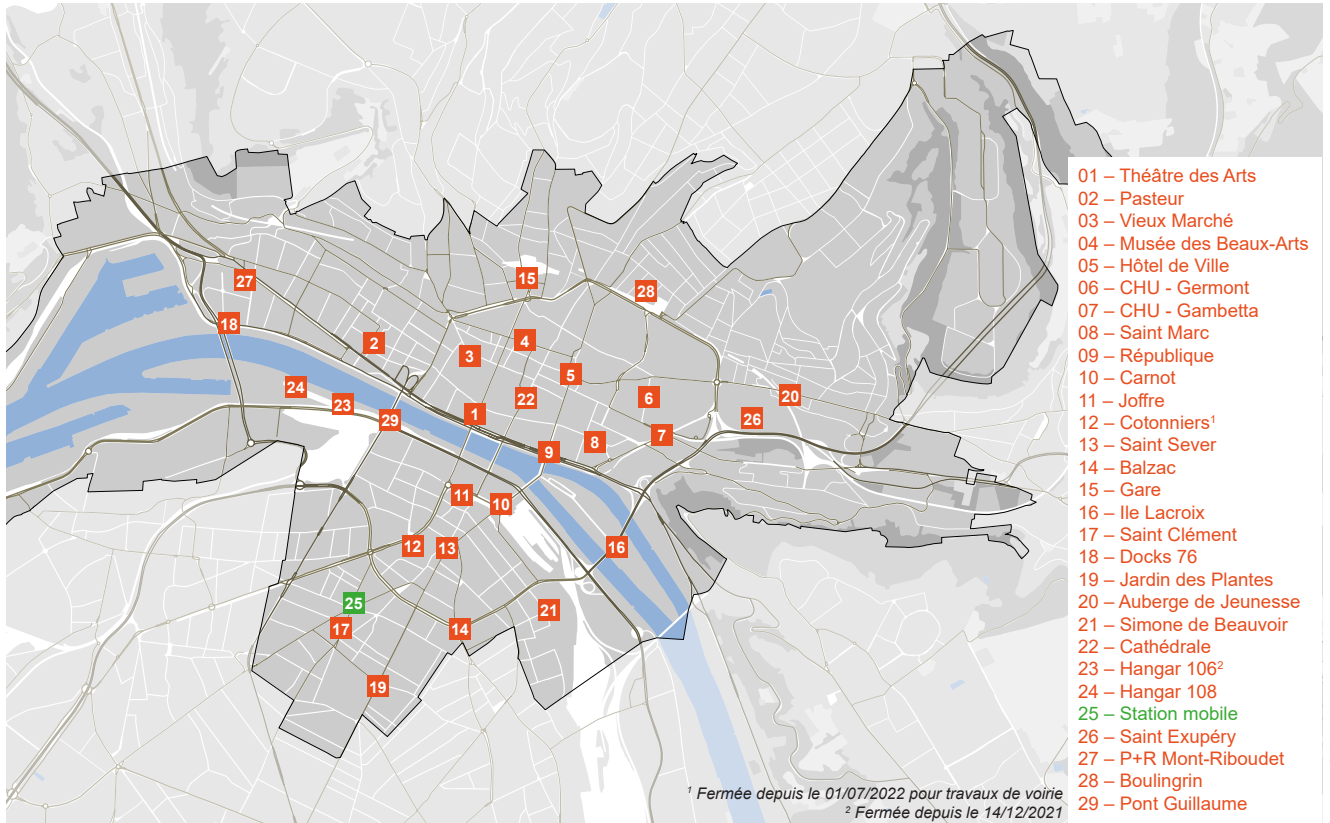 01 – Théâtre des Arts
02 – Pasteur
03 – Vieux Marché
04 – Musée des Beaux-Arts
05 – Hôtel de Ville
06 – CHU - Germont
07 – CHU - Gambetta
08 – Saint Marc
09 – République
10 – Carnot
11 – Joffre
12 – Cotonniers¹
13 – Saint Sever
14 – Balzac
15 – Gare
16 – Ile Lacroix
17 – Saint Clément
18 – Docks 76
19 – Jardin des Plantes
20 – Auberge de Jeunesse
21 – Simone de Beauvoir
22 – Cathédrale
23 – Hangar 106²
24 – Hangar 108
25 – Station mobile
26 – Saint Exupéry
27 – P+R Mont-Riboudet
28 – Boulingrin
29 – Pont Guillaume
15
27
28
18
4
2
3
5
24
20
6
22
23
1
26
29
7
8
9
11
10
12
13
16
25
21
17
14
19
¹ Fermée depuis le 01/07/2022 pour travaux de voirie
² Fermée depuis le 14/12/2021